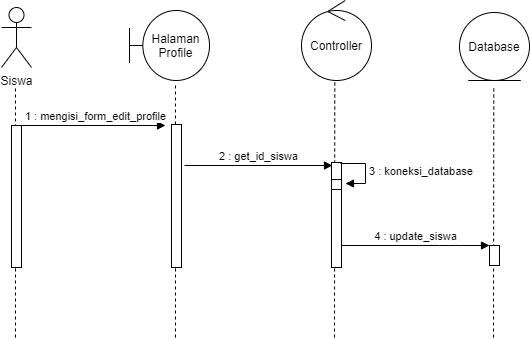 Siswa
Halaman
Profile
Controller
Database
1 : mengisi_form_edit_profile
2 : get_id_siswa
3 : koneksi_database
4 : update_siswa